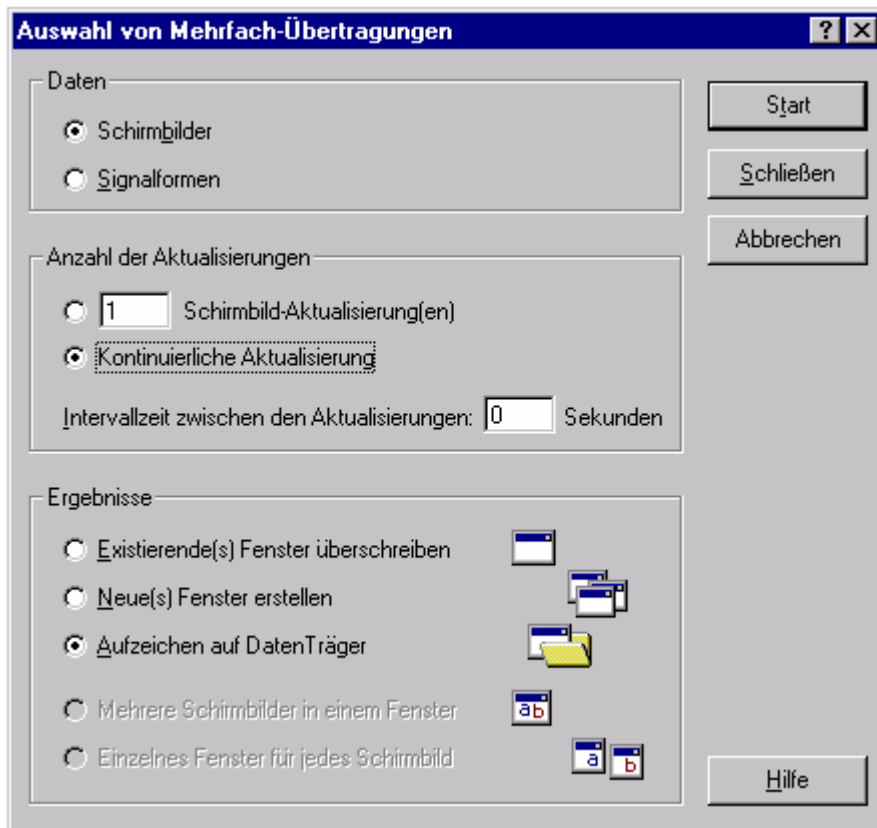 Auswahl von Mehrfach-Übertragungen
Daten
Schirmbilder
Signalformen
Start
Schließen
Abbrechen
Anzahl der Aktualisierungen
1 Schirmbild-Aktualisierung(en)
Kontinuierliche Aktualisierung
Intervallzeit zwischen den Aktualisierungen: 0 Sekunden
Ergebnisse
Existierende(s) Fenster überschreiben
Neue(s) Fenster erstellen
Aufzeichen auf DatenTräger
Mehrere Schirmbilder in einem Fenster ab
Einzelnes Fenster für jedes Schirmbild a b
Hilfe